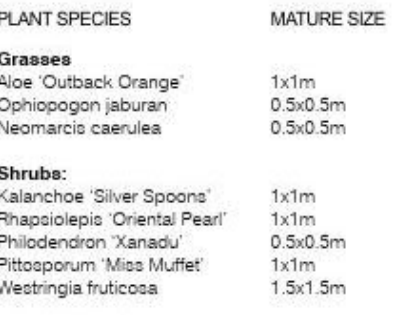 PLANT SPECIES MATURE SIZE
Grasses
Aloe 'Outback Orange' 1x1m
Ophiopogon jaburan 0.5x0.5m
Neomarcis caerulea 0.5x0.5m
Shrubs:
Kalanchoe 'Silver Spoons' 1x1m
Rhapsiolepis 'Oriental Pearl' 1x1m
Philodendron 'Xanadu' 0.5x0.5m
Pittosporum 'Miss Muffet' 1x1m
Westringia fruticosa 1.5x1.5m